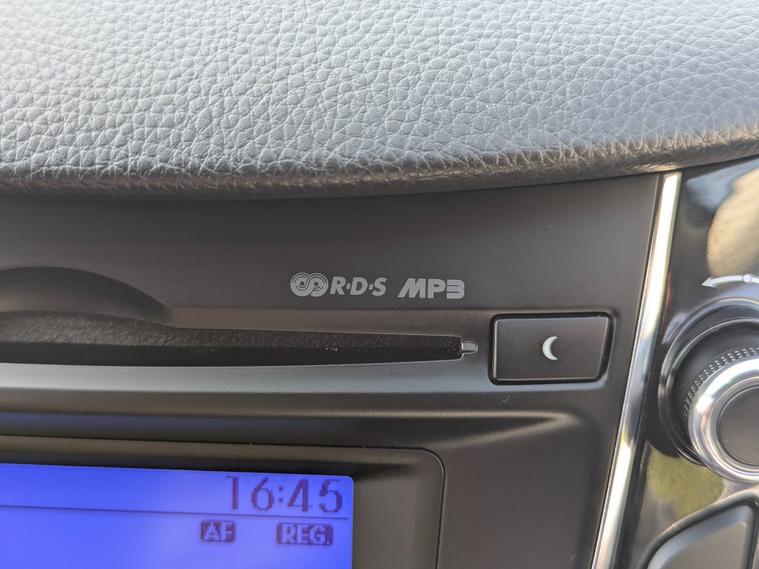 R·D·S MP3
16:45
AF REG.